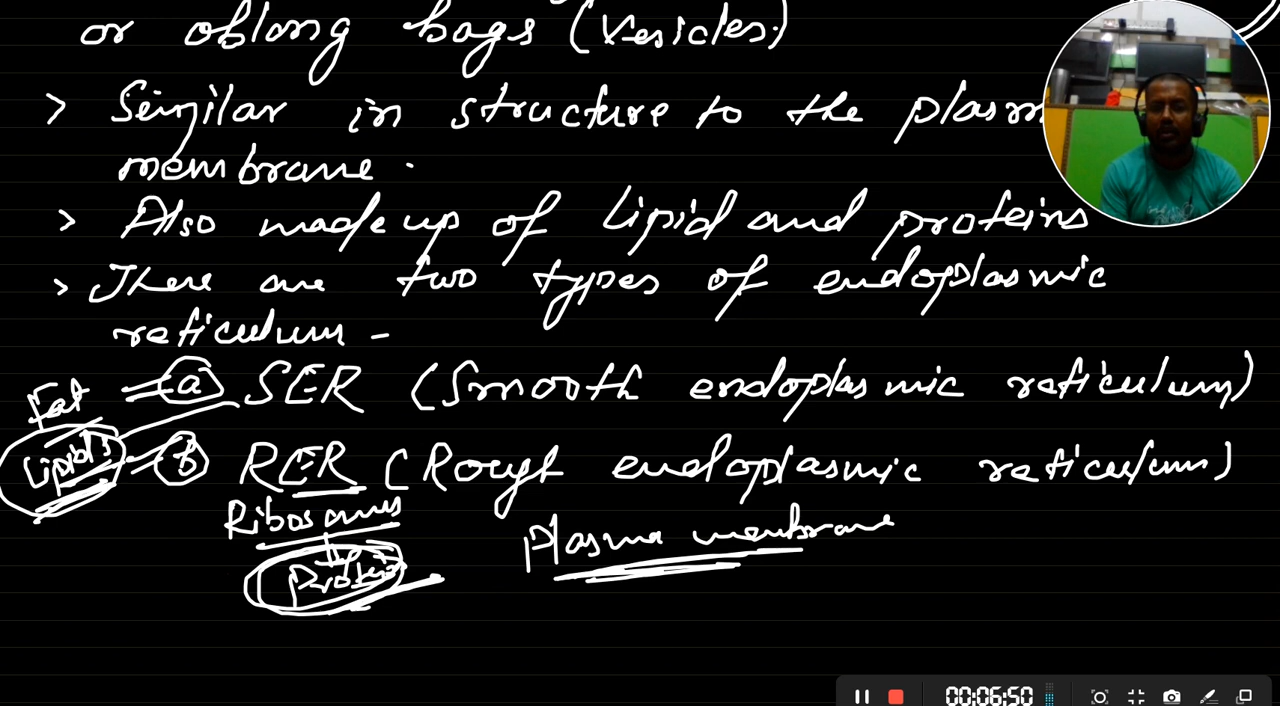 or oblong bags (Vesicles.)
> Similar in structure to the plasm
membrane.
> Also made up of lipid and proteins
> There are two types of endoplasmic
reticulum -
Fat
(a) SER (Smooth endoplasmic reticulum)
Lipids
(b) RER (Rough endoplasmic reticulum)
Ribosomes
Plasma membrane
Protein
00:06:50